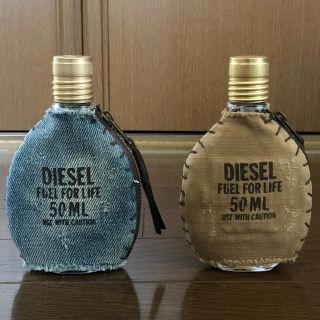 DIESEL
FUEL FOR LIFE
50 ML
USE WITH CAUTION
DIESEL
FUEL FOR LIFE
50 ML
USE WITH CAUTION